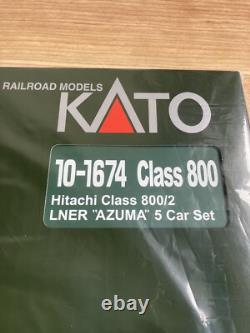 RAILROAD MODELS
KATO
10-1674 Class 800
Hitachi Class 800/2
LNER "AZUMA" 5 Car Set